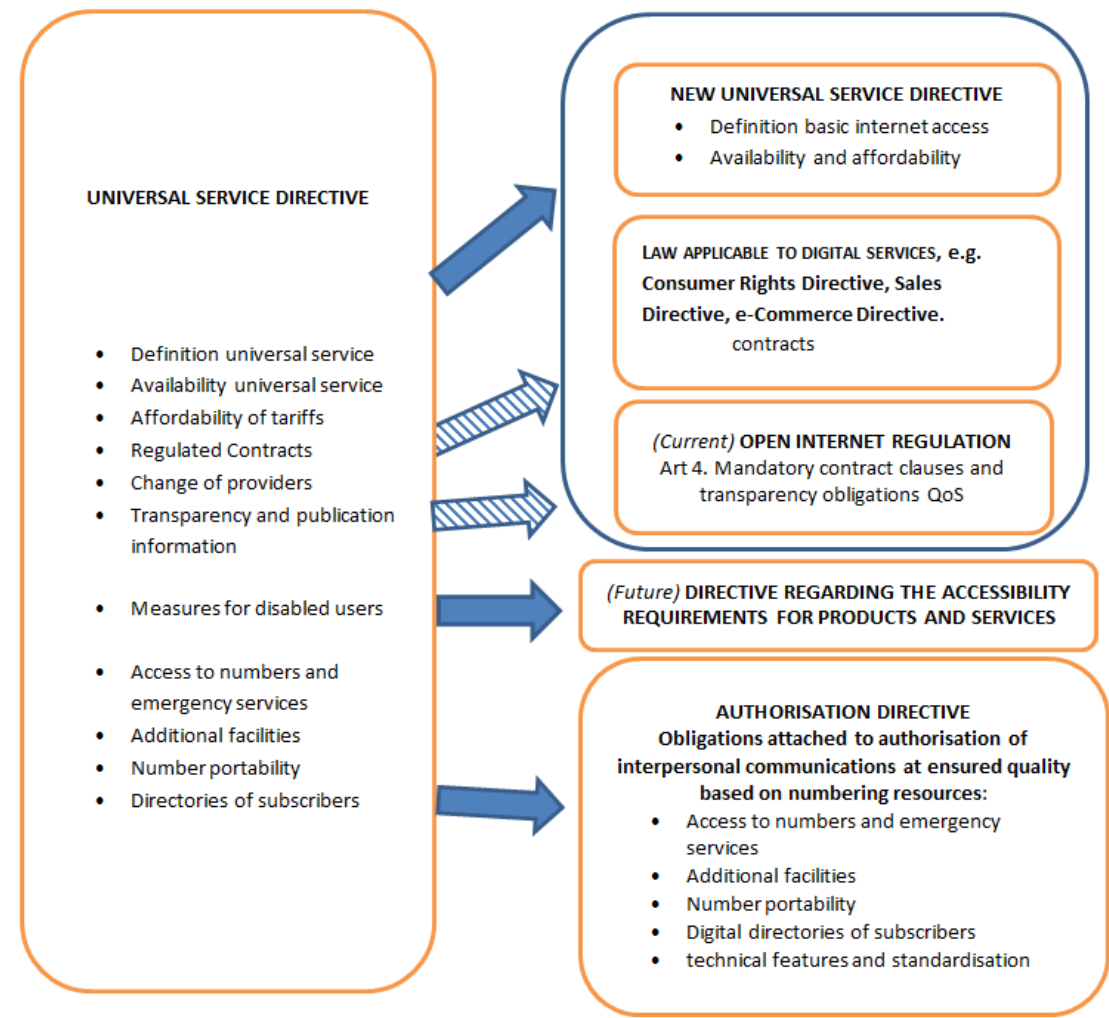 UNIVERSAL SERVICE DIRECTIVE
• Definition universal service
• Availability universal service
• Affordability of tariffs
• Regulated Contracts
• Change of providers
• Transparency and publication
information
• Measures for disabled users
• Access to numbers and
emergency services
• Additional facilities
• Number portability
• Directories of subscribers
NEW UNIVERSAL SERVICE DIRECTIVE
• Definition basic internet access
• Availability and affordability
LAW APPLICABLE TO DIGITAL SERVICES, e.g.
Consumer Rights Directive, Sales
Directive, e-Commerce Directive.
contracts
(Current) OPEN INTERNET REGULATION
Art 4. Mandatory contract clauses and
transparency obligations QoS
(Future) DIRECTIVE REGARDING THE ACCESSIBILITY
REQUIREMENTS FOR PRODUCTS AND SERVICES
AUTHORISATION DIRECTIVE
Obligations attached to authorisation of
interpersonal communications at ensured quality
based on numbering resources:
• Access to numbers and emergency
services
• Additional facilities
• Number portability
• Digital directories of subscribers
• technical features and standardisation